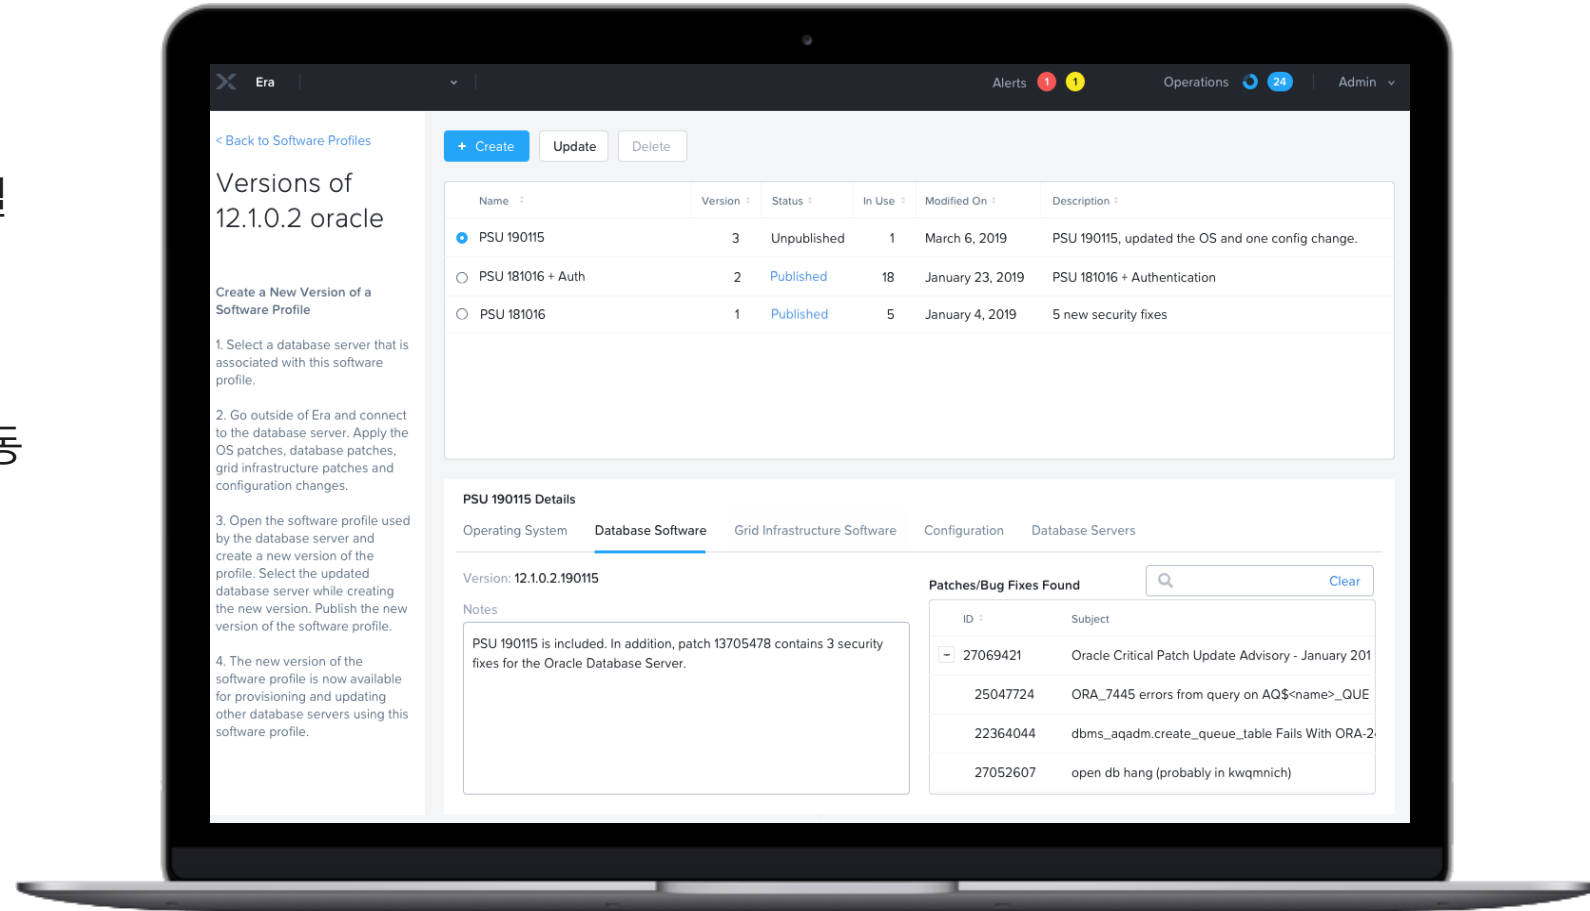 동
Era
Alerts 1 1
Operations 24
Admin
< Back to Software Profiles
Versions of
12.1.0.2 oracle
Create a New Version of a
Software Profile
1. Select a database server that is
associated with this software
profile.
2. Go outside of Era and connect
to the database server. Apply the
OS patches, database patches,
grid infrastructure patches and
configuration changes.
3. Open the software profile used
by the database server and
create a new version of the
profile. Select the updated
database server while creating
the new version. Publish the new
version of the software profile.
4. The new version of the
software profile is now available
for provisioning and updating
other database servers using this
software profile.
+ Create Update Delete
Name Version Status In Use Modified On Description
PSU 190115 3 Unpublished 1 March 6, 2019 PSU 190115, updated the OS and one config change.
PSU 181016 + Auth 2 Published 18 January 23, 2019 PSU 181016 + Authentication
PSU 181016 1 Published 5 January 4, 2019 5 new security fixes
PSU 190115 Details
Operating System Database Software Grid Infrastructure Software Configuration Database Servers
Version: 12.1.0.2.190115
Notes
PSU 190115 is included. In addition, patch 13705478 contains 3 security
fixes for the Oracle Database Server.
Patches/Bug Fixes Found
Clear
ID Subject
27069421 Oracle Critical Patch Update Advisory - January 201
25047724 ORA_7445 errors from query on AQ$<name>_QUE
22364044 dbms_aqadm.create_queue_table Fails With ORA-2
27052607 open db hang (probably in kwqmnich)